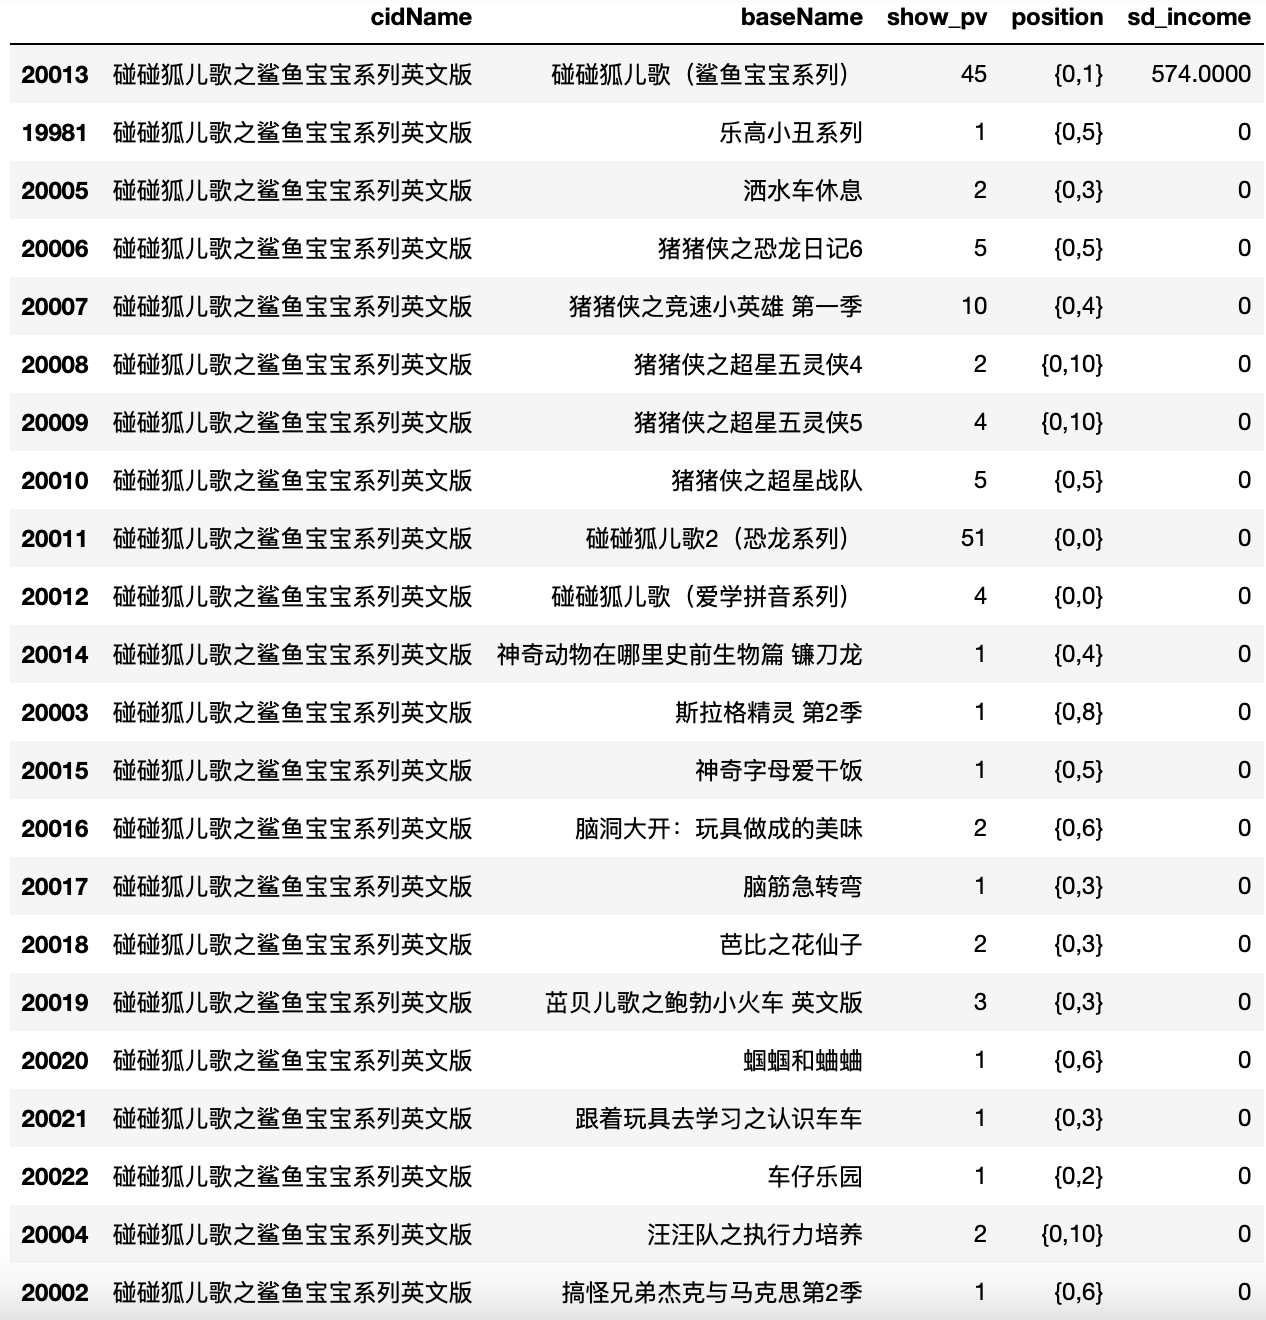 cidName baseName show_pv position sd_income
20013 碰碰狐儿歌之鲨鱼宝宝系列英文版 碰碰狐儿歌（鲨鱼宝宝系列） 45 {0,1} 574.0000
19981 碰碰狐儿歌之鲨鱼宝宝系列英文版 乐高小丑系列 1 {0,5} 0
20005 碰碰狐儿歌之鲨鱼宝宝系列英文版 洒水车休息 2 {0,3} 0
20006 碰碰狐儿歌之鲨鱼宝宝系列英文版 猪猪侠之恐龙日记6 5 {0,5} 0
20007 碰碰狐儿歌之鲨鱼宝宝系列英文版 猪猪侠之竞速小英雄 第一季 10 {0,4} 0
20008 碰碰狐儿歌之鲨鱼宝宝系列英文版 猪猪侠之超星五灵侠4 2 {0,10} 0
20009 碰碰狐儿歌之鲨鱼宝宝系列英文版 猪猪侠之超星五灵侠5 4 {0,10} 0
20010 碰碰狐儿歌之鲨鱼宝宝系列英文版 猪猪侠之超星战队 5 {0,5} 0
20011 碰碰狐儿歌之鲨鱼宝宝系列英文版 碰碰狐儿歌2（恐龙系列） 51 {0,0} 0
20012 碰碰狐儿歌之鲨鱼宝宝系列英文版 碰碰狐儿歌（爱学拼音系列） 4 {0,0} 0
20014 碰碰狐儿歌之鲨鱼宝宝系列英文版 神奇动物在哪里史前生物篇 镰刀龙 1 {0,4} 0
20003 碰碰狐儿歌之鲨鱼宝宝系列英文版 斯拉格精灵 第2季 1 {0,8} 0
20015 碰碰狐儿歌之鲨鱼宝宝系列英文版 神奇字母爱干饭 1 {0,5} 0
20016 碰碰狐儿歌之鲨鱼宝宝系列英文版 脑洞大开：玩具做成的美味 2 {0,6} 0
20017 碰碰狐儿歌之鲨鱼宝宝系列英文版 脑筋急转弯 1 {0,3} 0
20018 碰碰狐儿歌之鲨鱼宝宝系列英文版 芭比之花仙子 2 {0,3} 0
20019 碰碰狐儿歌之鲨鱼宝宝系列英文版 茁贝儿歌之鲍勃小火车 英文版 3 {0,3} 0
20020 碰碰狐儿歌之鲨鱼宝宝系列英文版 蝈蝈和蛐蛐 1 {0,6} 0
20021 碰碰狐儿歌之鲨鱼宝宝系列英文版 跟着玩具去学习之认识车车 1 {0,3} 0
20022 碰碰狐儿歌之鲨鱼宝宝系列英文版 车仔乐园 1 {0,2} 0
20004 碰碰狐儿歌之鲨鱼宝宝系列英文版 汪汪队之执行力培养 2 {0,10} 0
20002 碰碰狐儿歌之鲨鱼宝宝系列英文版 搞怪兄弟杰克与马克思第2季 1 {0,6} 0